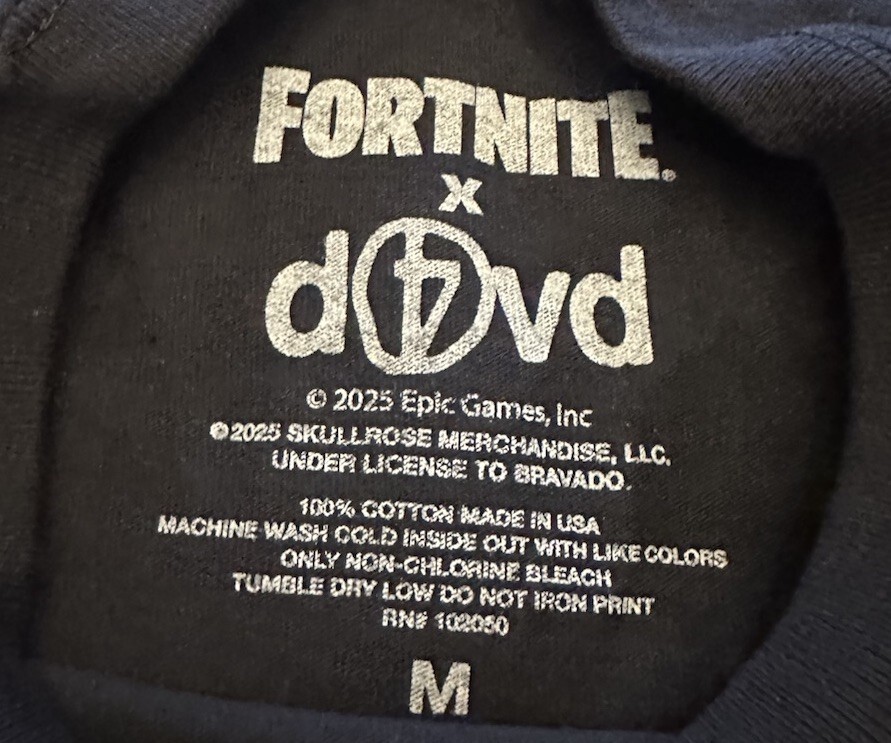 FORTNITE®
X
d4vd
© 2025 Epic Games, Inc
©2025 SKULLROSE MERCHANDISE, LLC.
UNDER LICENSE TO BRAVADO.
100% COTTON MADE IN USA
MACHINE WASH COLD INSIDE OUT WITH LIKE COLORS
ONLY NON-CHLORINE BLEACH
TUMBLE DRY LOW DO NOT IRON PRINT
RN# 102050
M